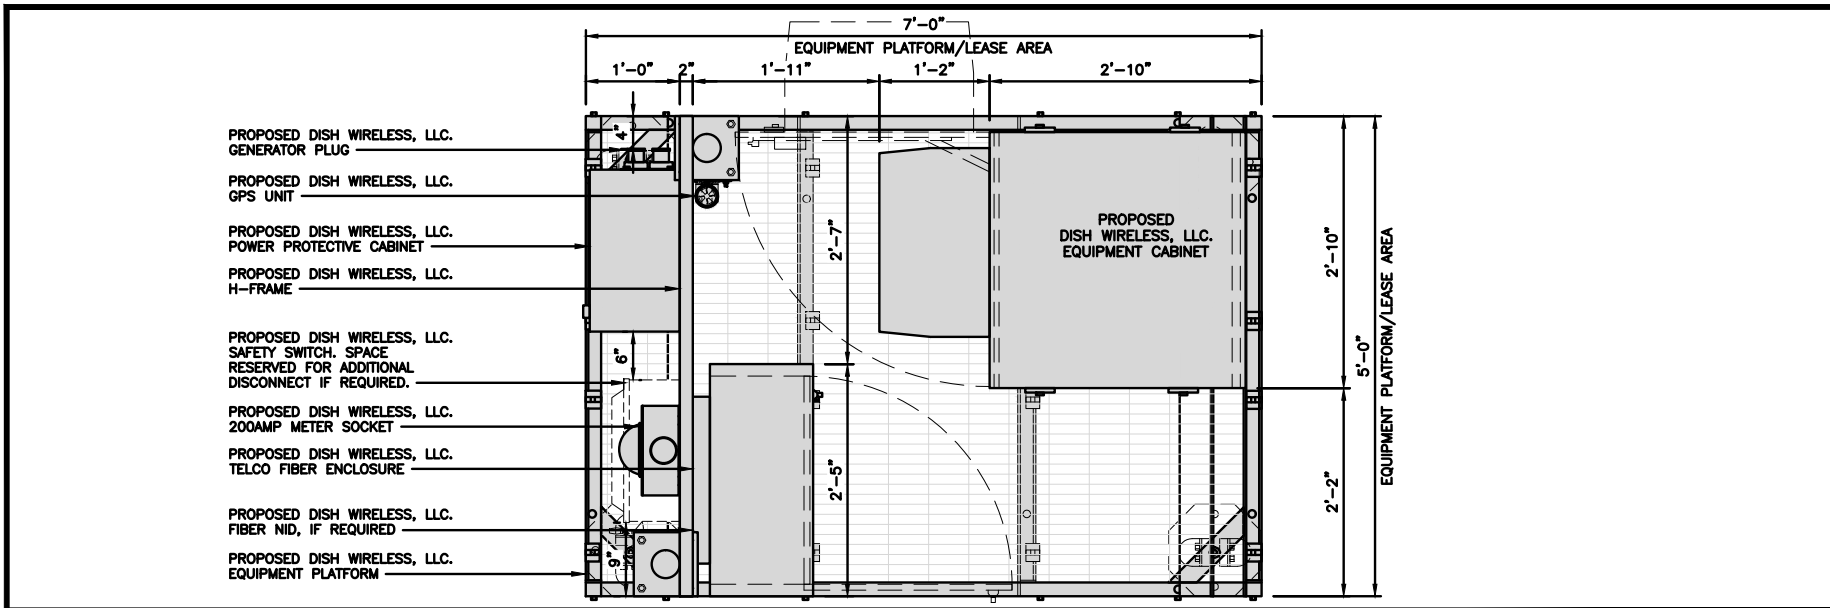 7'-0"
EQUIPMENT PLATFORM/LEASE AREA
1'-0"
2"
1'-11"
1'-2"
2'-10"
PROPOSED DISH WIRELESS, LLC.
GENERATOR PLUG
PROPOSED DISH WIRELESS, LLC.
GPS UNIT
PROPOSED DISH WIRELESS, LLC.
POWER PROTECTIVE CABINET
PROPOSED DISH WIRELESS, LLC.
H-FRAME
PROPOSED DISH WIRELESS, LLC.
SAFETY SWITCH. SPACE
RESERVED FOR ADDITIONAL
DISCONNECT IF REQUIRED.
PROPOSED DISH WIRELESS, LLC.
200AMP METER SOCKET
PROPOSED DISH WIRELESS, LLC.
TELCO FIBER ENCLOSURE
PROPOSED DISH WIRELESS, LLC.
FIBER NID, IF REQUIRED
PROPOSED DISH WIRELESS, LLC.
EQUIPMENT PLATFORM
4"
6"
9"
2'-7"
2'-5"
PROPOSED
DISH WIRELESS, LLC.
EQUIPMENT CABINET
2'-10"
2'-2"
5'-0"
EQUIPMENT PLATFORM/LEASE AREA